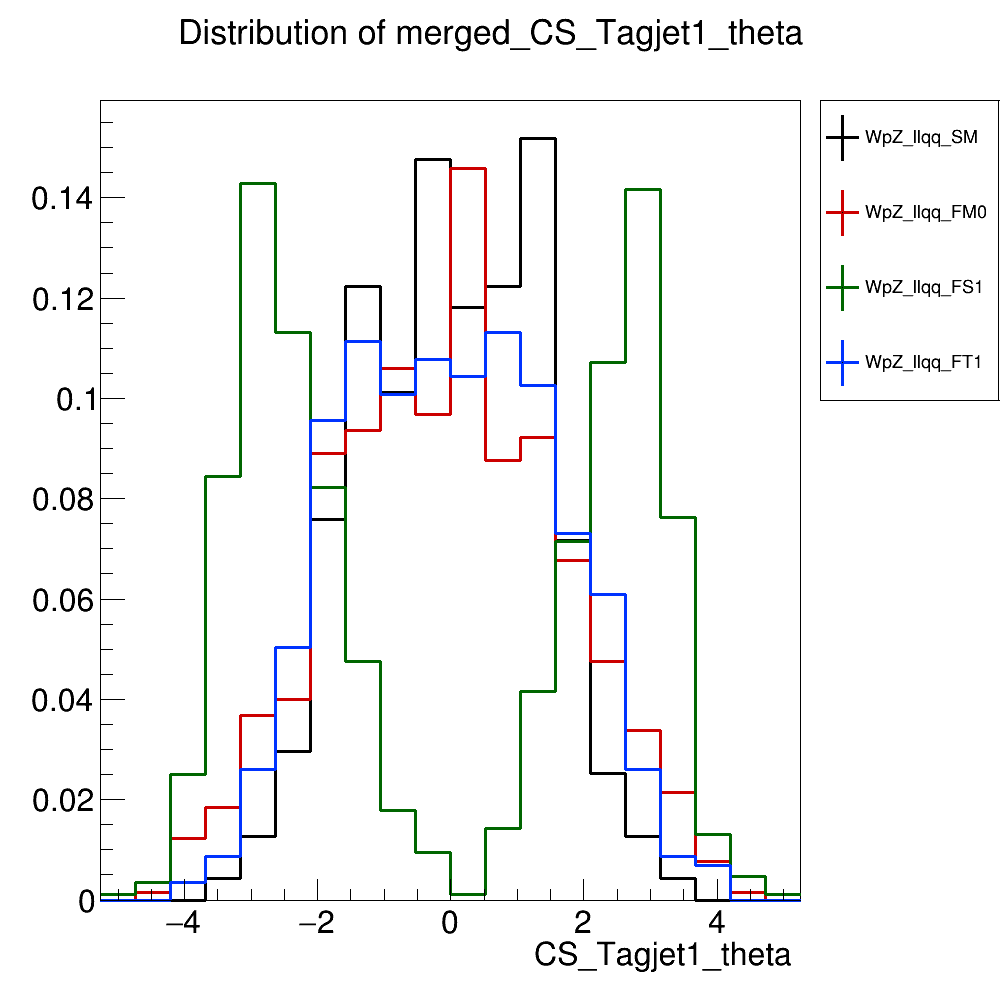 Distribution of merged_CS_Tagjet1_theta
WpZ_llqq_SM
WpZ_llqq_FM0
WpZ_llqq_FS1
WpZ_llqq_FT1
0.14
0.12
0.1
0.08
0.06
0.04
0.02
0
−4 −2 0 2 4
CS_Tagjet1_theta